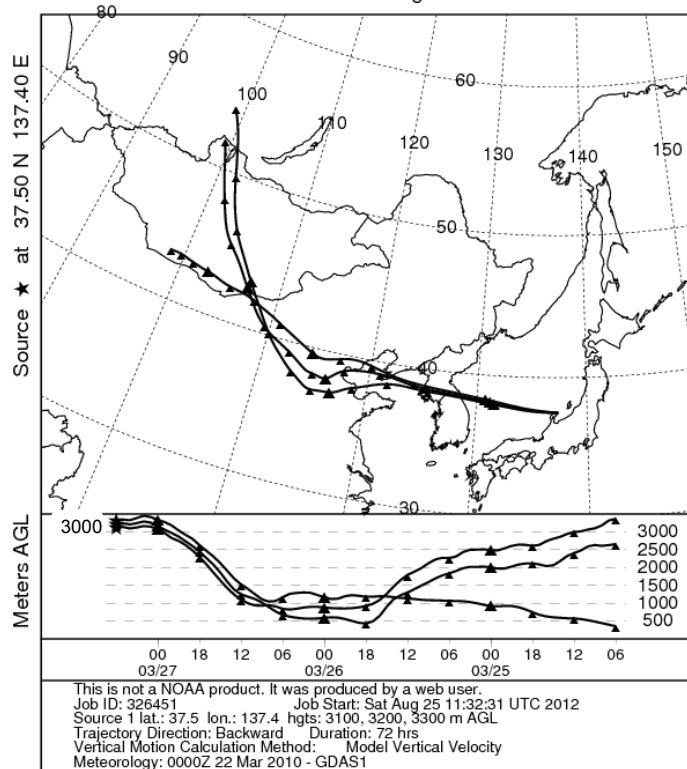 80
90
100
110
120
130
140
150
60
50
40
30
Source ★ at 37.50 N 137.40 E
Meters AGL
3000
3000
2500
2000
1500
1000
500
00 18 12 06 00 18 12 06 00 18 12 06
03/27 03/26 03/25
This is not a NOAA product. It was produced by a web user.
Job ID: 326451 Job Start: Sat Aug 25 11:32:31 UTC 2012
Source 1 lat.: 37.5 lon.: 137.4 hgts: 3100, 3200, 3300 m AGL
Trajectory Direction: Backward Duration: 72 hrs
Vertical Motion Calculation Method: Model Vertical Velocity
Meteorology: 0000Z 22 Mar 2010 - GDAS1